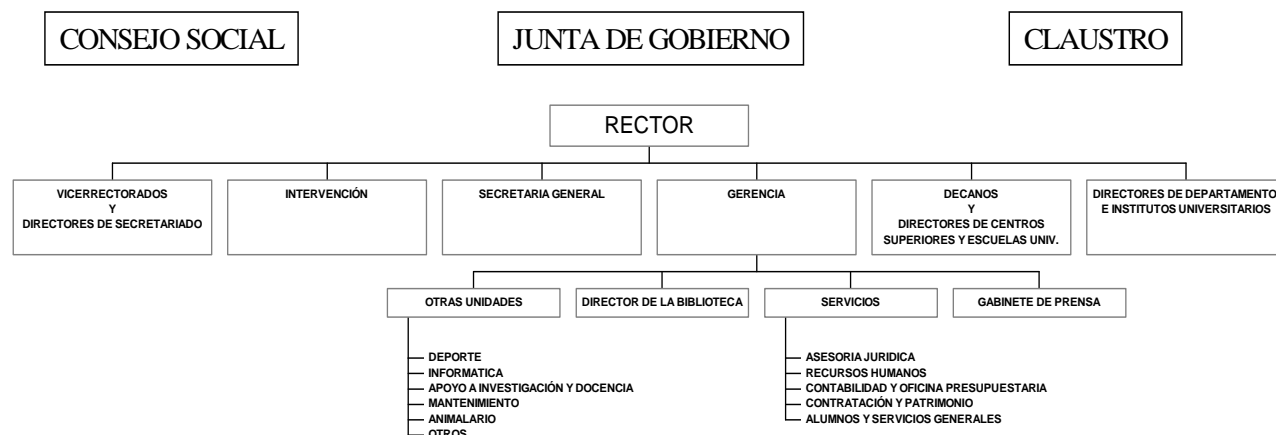 CONSEJO SOCIAL
JUNTA DE GOBIERNO
CLAUSTRO
RECTOR
VICERRECTORADOS
Y
DIRECTORES DE SECRETARIADO
INTERVENCIÓN
SECRETARIA GENERAL
GERENCIA
DECANOS
Y
DIRECTORES DE CENTROS
SUPERIORES Y ESCUELAS UNIV.
DIRECTORES DE DEPARTAMENTO
E INSTITUTOS UNIVERSITARIOS
OTRAS UNIDADES
DIRECTOR DE LA BIBLIOTECA
SERVICIOS
GABINETE DE PRENSA
DEPORTE
INFORMATICA
APOYO A INVESTIGACIÓN Y DOCENCIA
MANTENIMIENTO
ANIMALARIO
OTROS
ASESORIA JURIDICA
RECURSOS HUMANOS
CONTABILIDAD Y OFICINA PRESUPUESTARIA
CONTRATACIÓN Y PATRIMONIO
ALUMNOS Y SERVICIOS GENERALES